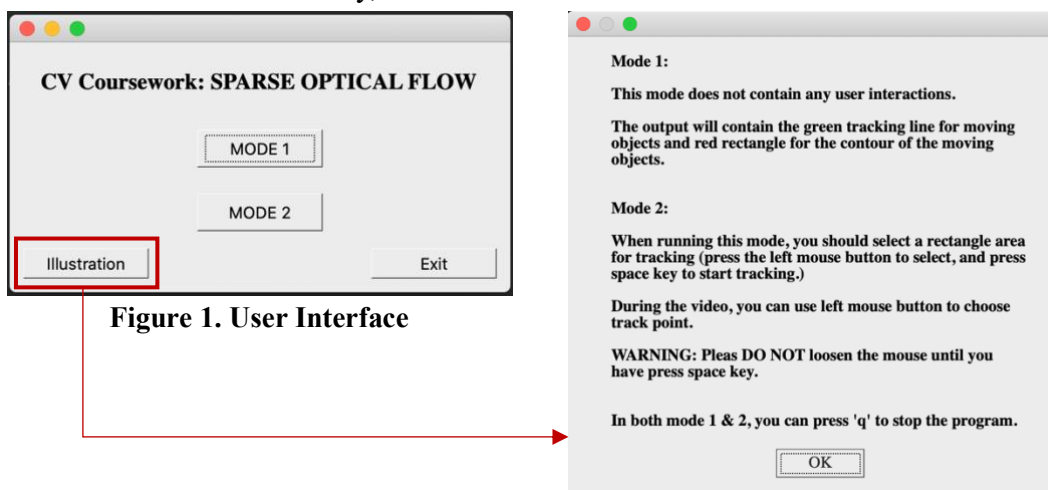 CV Coursework: SPARSE OPTICAL FLOW
MODE 1
MODE 2
Illustration
Exit
Figure 1. User Interface
Mode 1:
This mode does not contain any user interactions.
The output will contain the green tracking line for moving
objects and red rectangle for the contour of the moving
objects.
Mode 2:
When running this mode, you should select a rectangle area
for tracking (press the left mouse button to select, and press
space key to start tracking.)
During the video, you can use left mouse button to choose
track point.
WARNING: Pleas DO NOT loosen the mouse until you
have press space key.
In both mode 1 & 2, you can press 'q' to stop the program.
OK